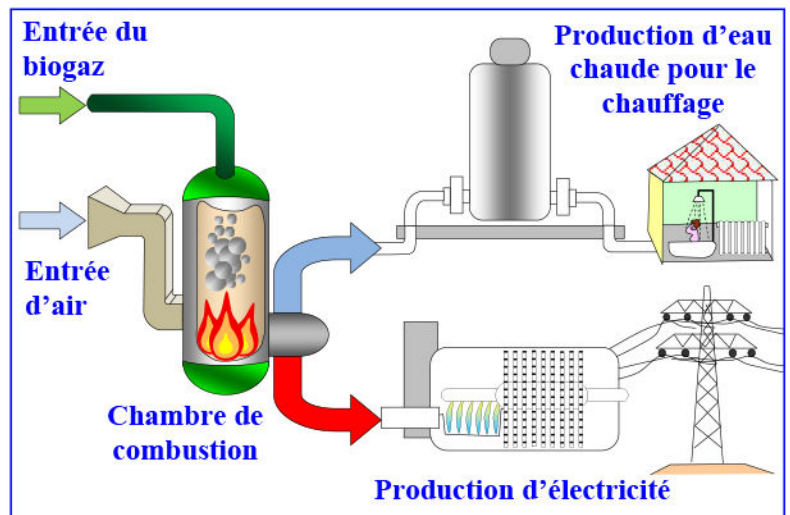 Entrée du
biogaz
Production d’eau
chaude pour le
chauffage
Entrée
d’air
Chambre de
combustion
Production d’électricité